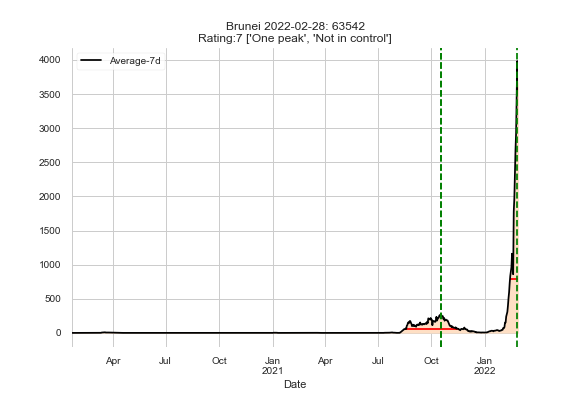 Brunei 2022-02-28: 63542
Rating:7 ['One peak', 'Not in control']
Average-7d
4000
3500
3000
2500
2000
1500
1000
500
0
Apr Jul Oct Jan Apr Jul Oct Jan
2021 2022
Date